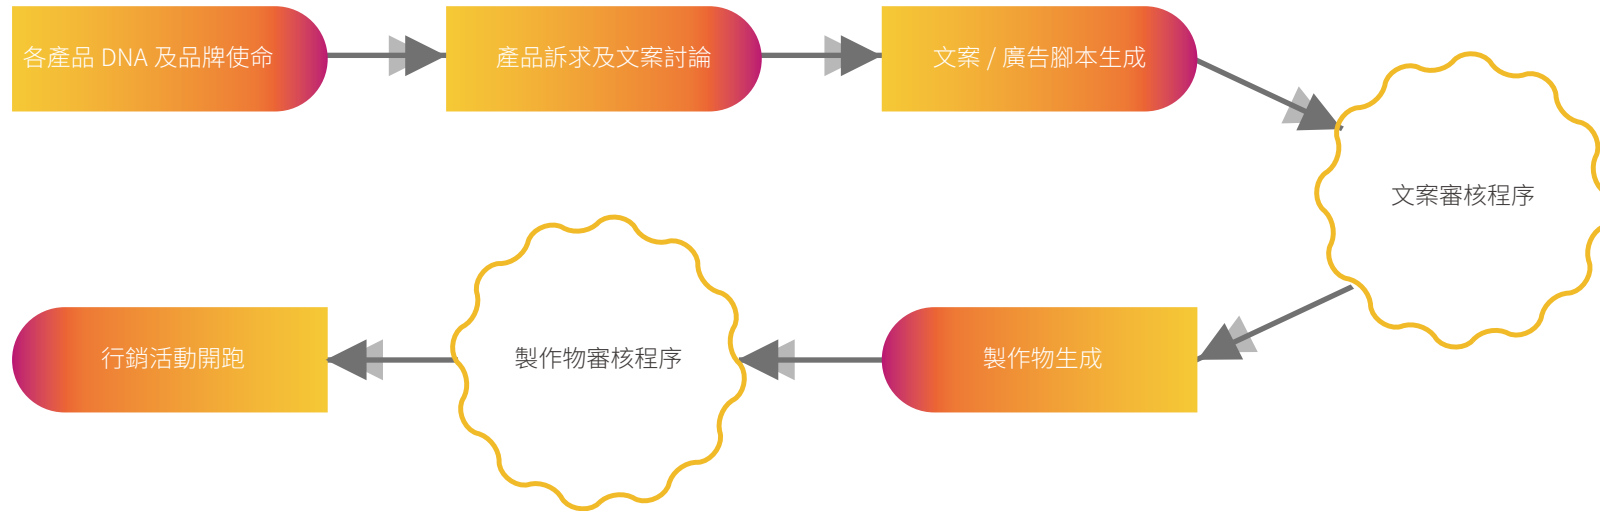 各產品 DNA 及品牌使命
產品訴求及文案討論
文案 / 廣告腳本生成
文案審核程序
製作物生成
製作物審核程序
行銷活動開跑